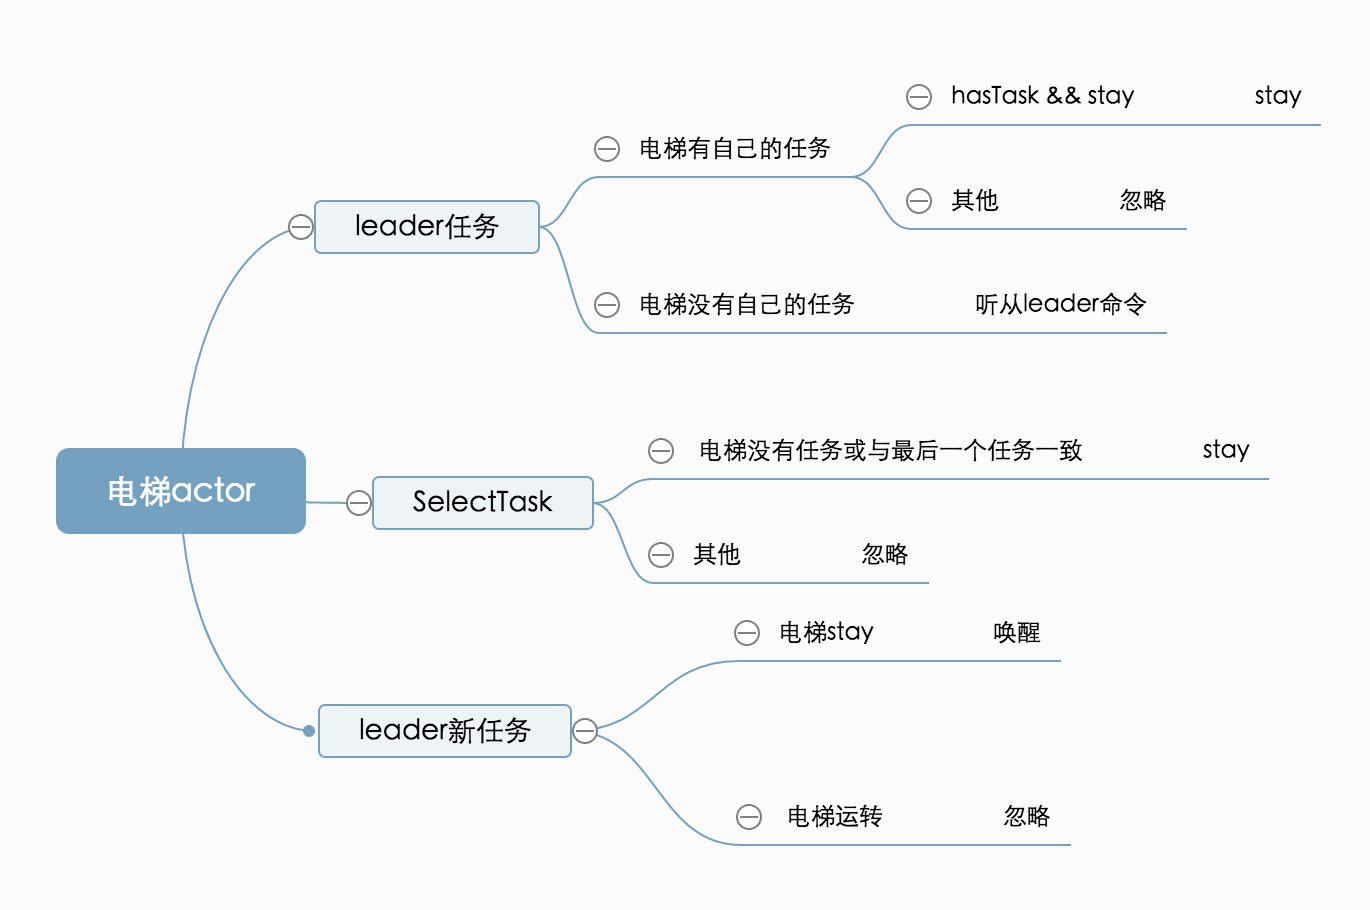 hasTask && stay stay
电梯有自己的任务
其他 忽略
leader任务
电梯没有自己的任务 听从leader命令
电梯没有任务或与最后一个任务一致 stay
电梯actor
SelectTask
其他 忽略
电梯stay 唤醒
leader新任务
电梯运转 忽略